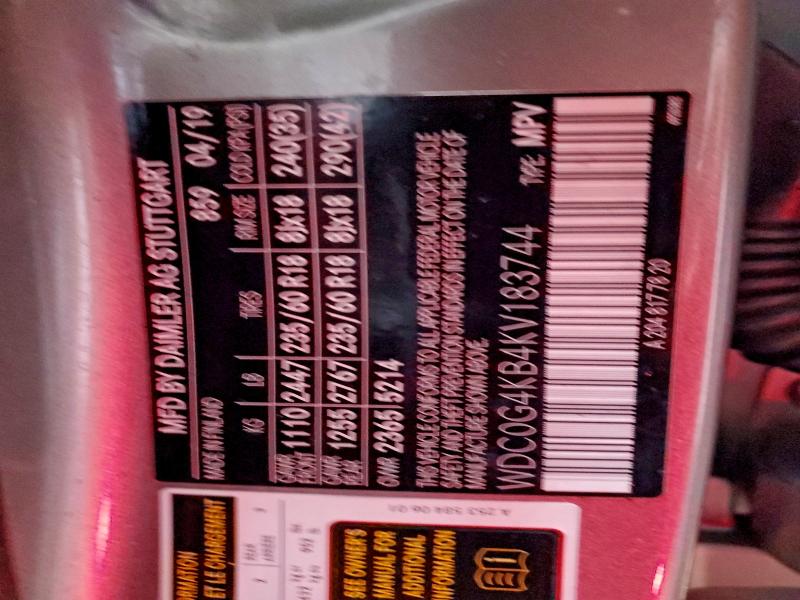 MFD BY DAIMLER AG STUTTGART
MADE IN FINLAND 859 04/19
KG LB TIRES RIM SIZE COLD KPA(PSI)
GAWR FRONT 1110 2447 235/60 R18 8Jx18 240(35)
GAWR REAR 1255 2767 235/60 R18 8Jx18 290(42)
GVWR 2365 5214
THIS VEHICLE CONFORMS TO ALL APPLICABLE FEDERAL MOTOR VEHICLE
SAFETY AND THEFT PREVENTION STANDARDS IN EFFECT ON THE DATE OF
MANUFACTURE SHOWN ABOVE.
WDC0G4KB4KV183744 TYPE: MPV
A 204 817 78 20
A 253 584 06 01
ET LE CHARGEMENT
REAR
ARRIÈRE
SEE OWNER'S
MANUAL FOR
ADDITIONAL
INFORMATION